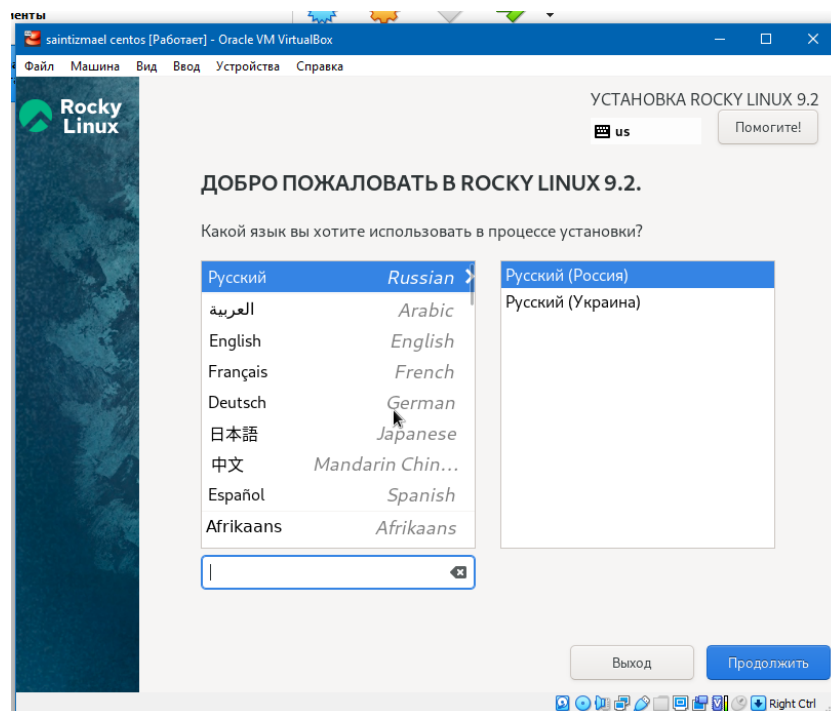 менты
saintizmael centos [Работает] - Oracle VM VirtualBox
Файл Машина Вид Ввод Устройства Справка
Rocky
Linux
УСТАНОВКА ROCKY LINUX 9.2
us
Помогите!
ДОБРО ПОЖАЛОВАТЬ В ROCKY LINUX 9.2.
Какой язык вы хотите использовать в процессе установки?
Русский Russian
العربية Arabic
English English
Français French
Deutsch German
日本語 Japanese
中文 Mandarin Chin...
Español Spanish
Afrikaans Afrikaans
Русский (Россия)
Русский (Украина)
Выход
Продолжить
Right Ctrl